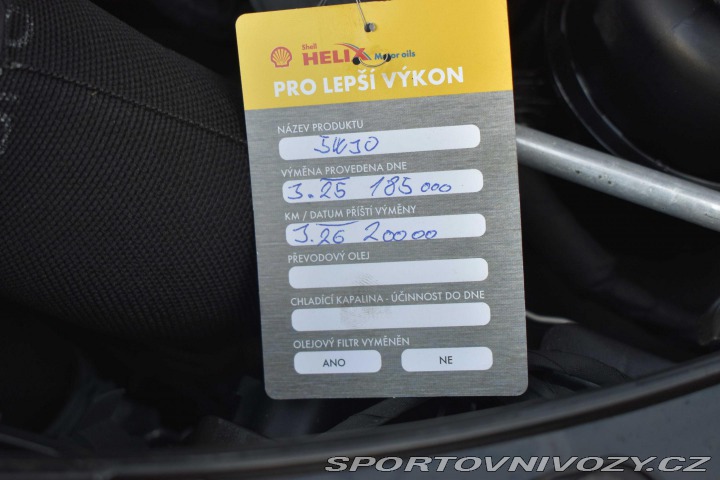 Shell
HELIX Motor oils
PRO LEPŠÍ VÝKON
NÁZEV PRODUKTU
5W30
VÝMĚNA PROVEDENA DNE
3.25 185000
KM / DATUM PŘÍŠTÍ VÝMĚNY
3.26 200000
PŘEVODOVÝ OLEJ
CHLADÍCÍ KAPALINA - ÚČINNOST DO DNE
OLEJOVÝ FILTR VYMĚNĚN
ANO NE
SPORTOVNIVOZY.CZ